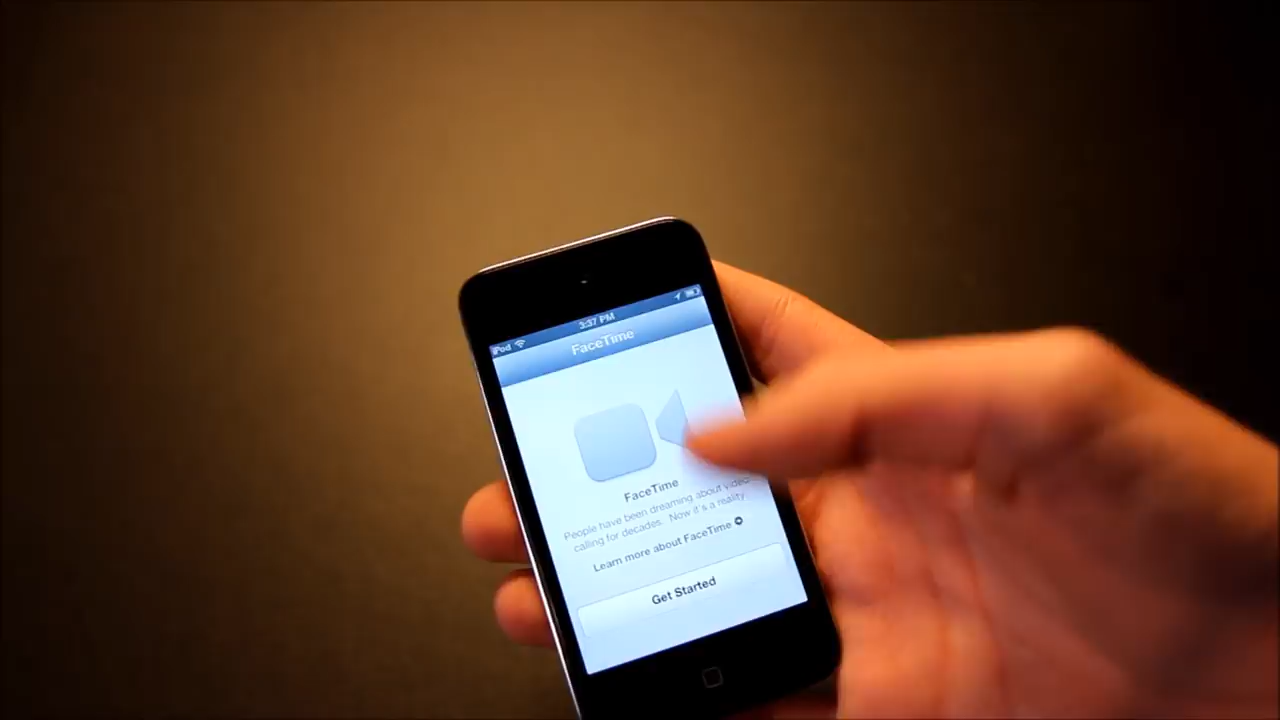 3:37 PM
iPod
FaceTime
FaceTime
People have been dreaming about video
calling for decades. Now it's a reality.
Learn more about FaceTime
Get Started